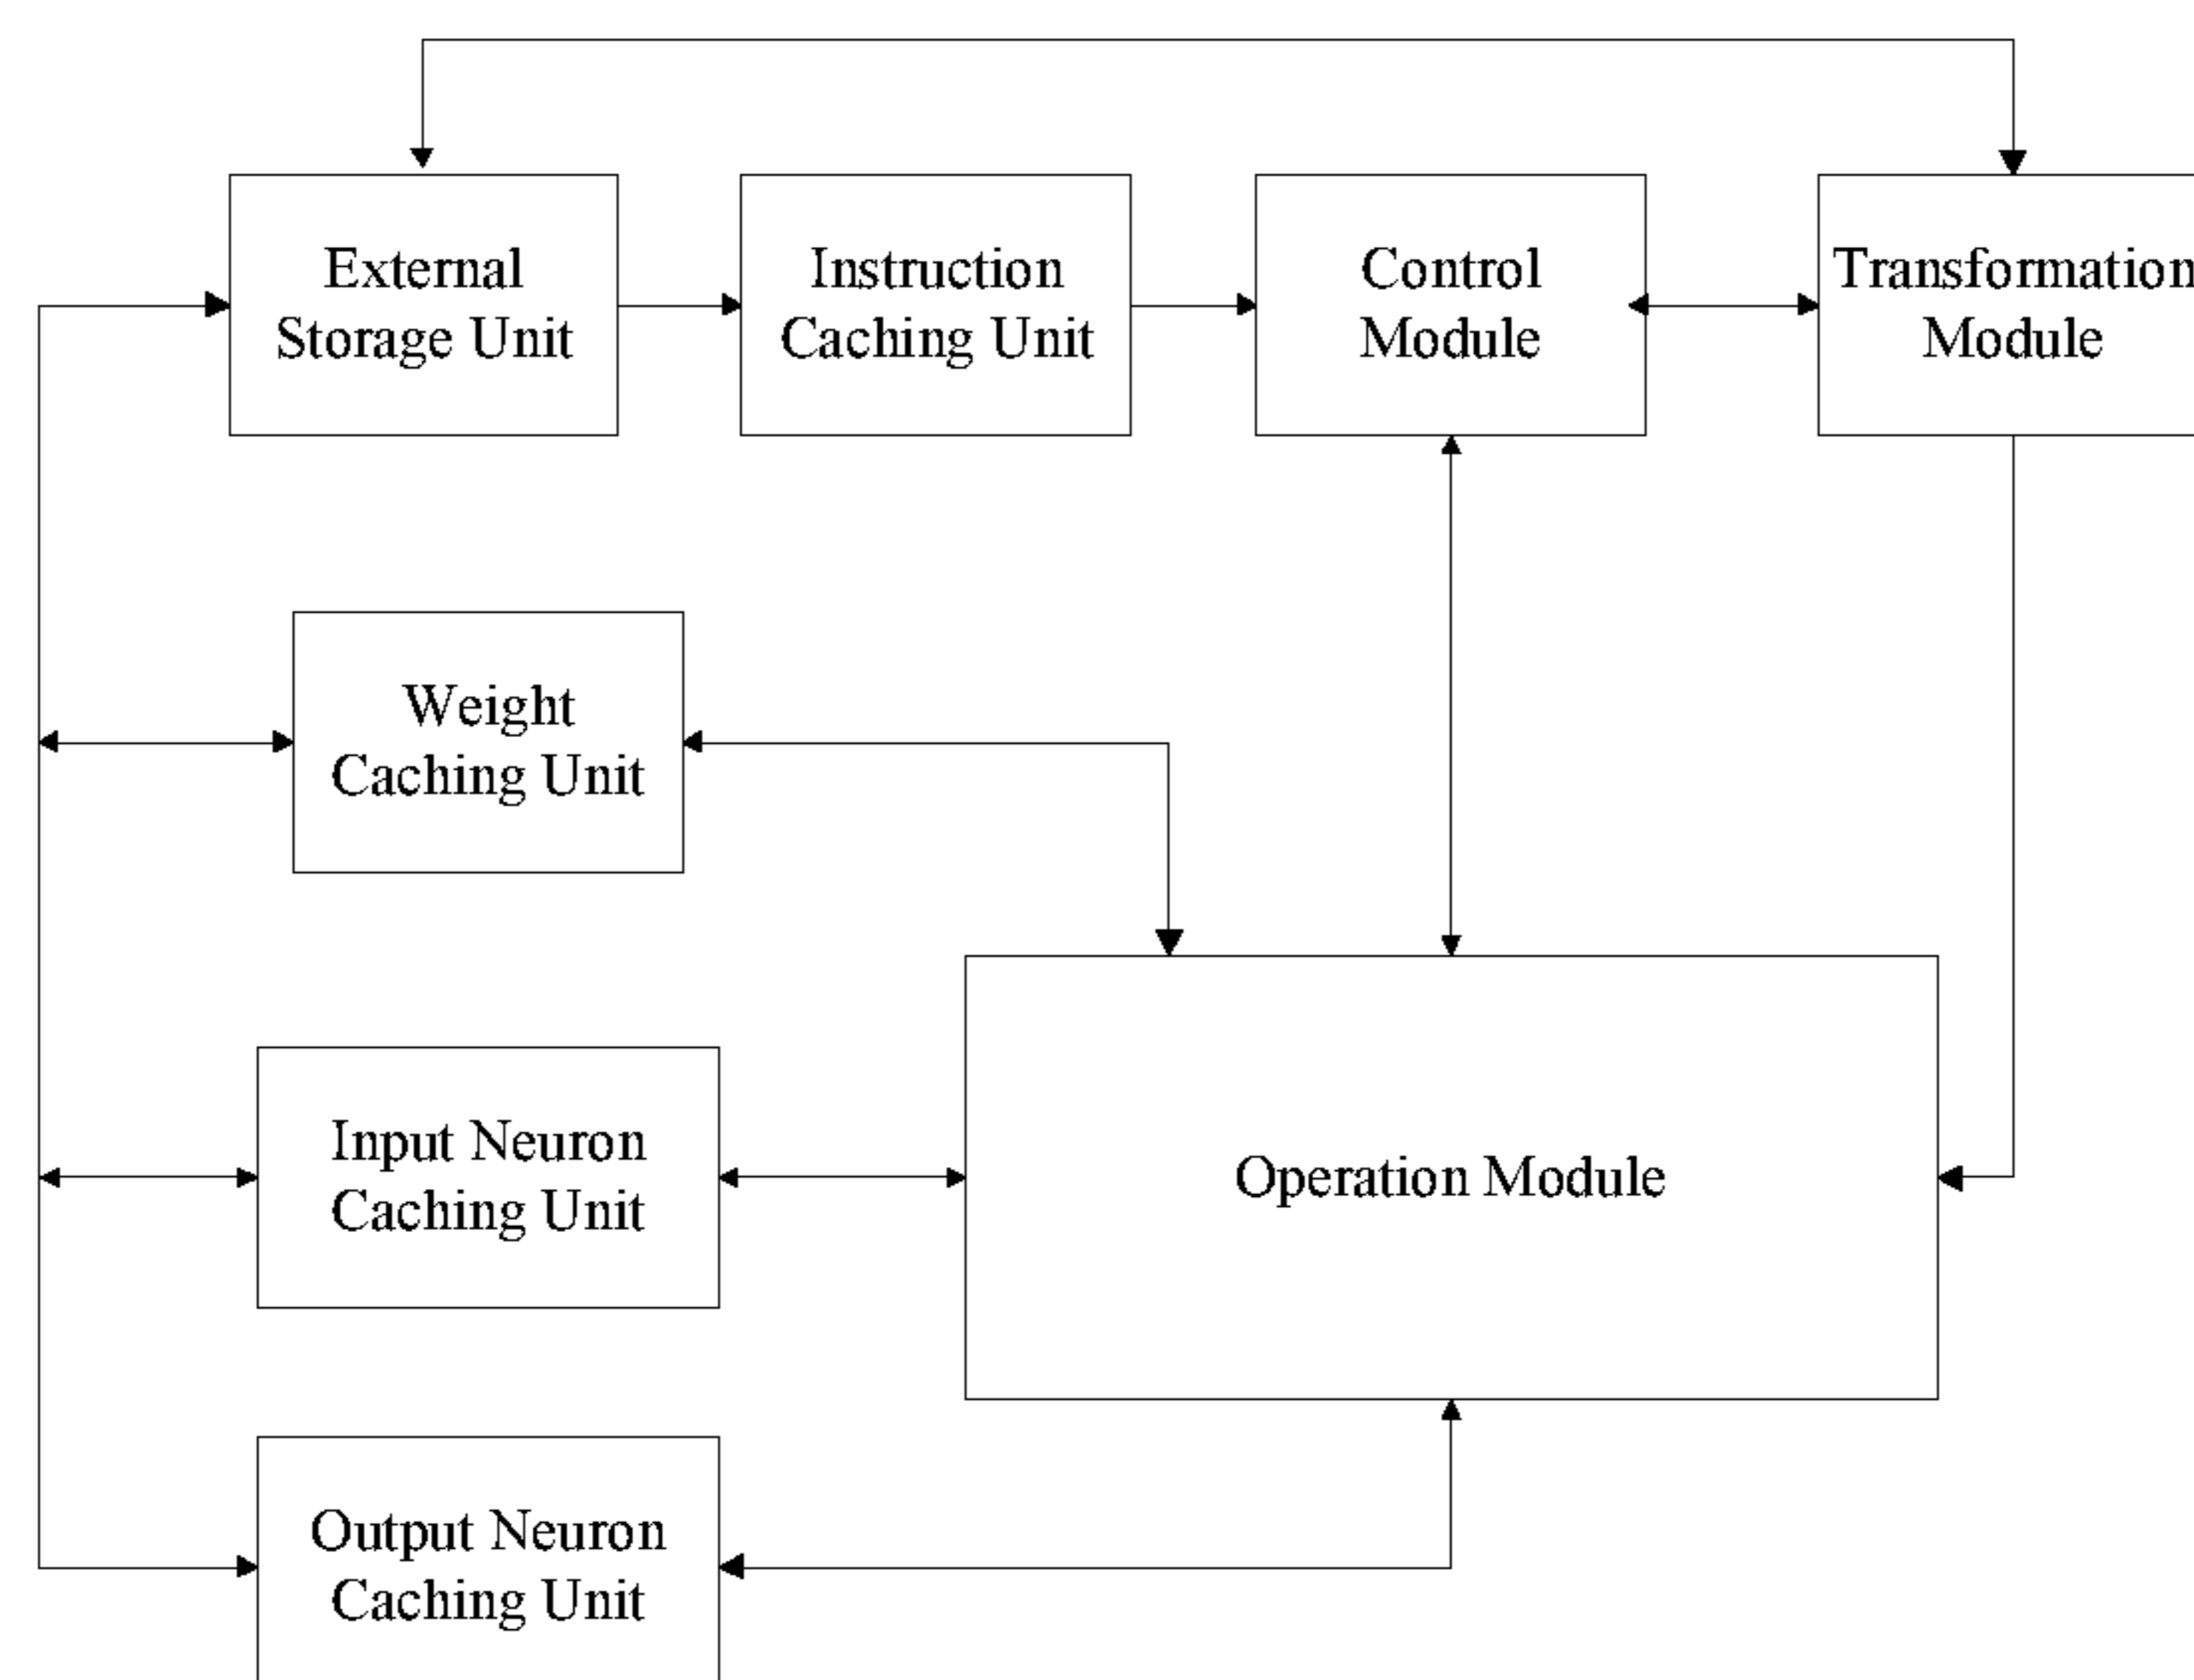 External
Storage Unit
Instruction
Caching Unit
Control
Module
Transformation
Module
Weight
Caching Unit
Input Neuron
Caching Unit
Operation Module
Output Neuron
Caching Unit